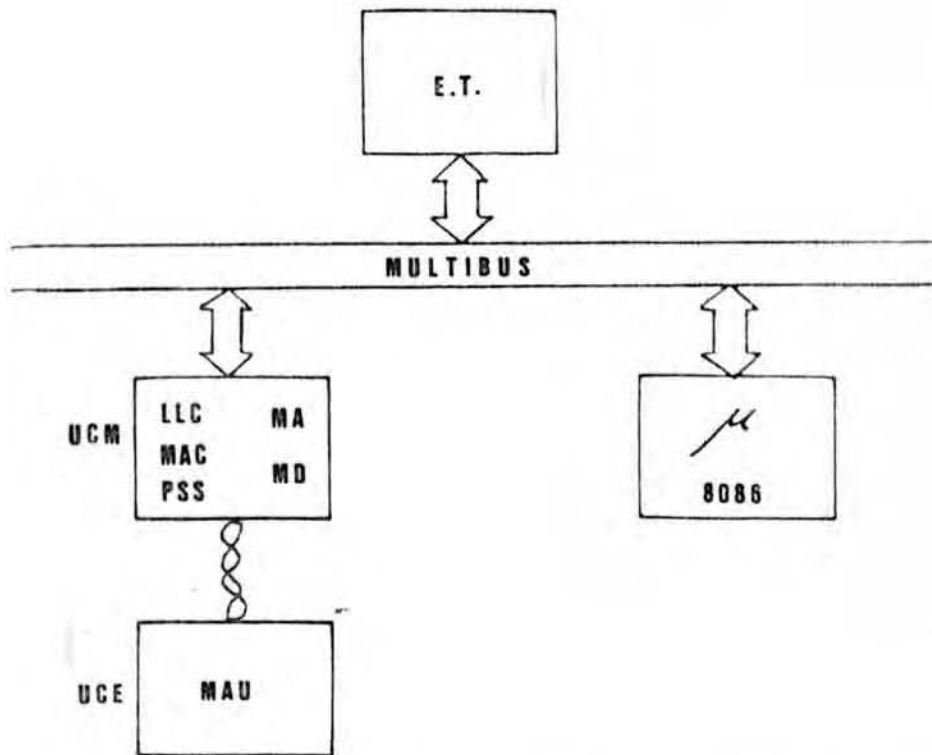 E.T.
MULTIBUS
UCM
LLC MA
MAC MD
PSS
μ
8086
UCE
MAU